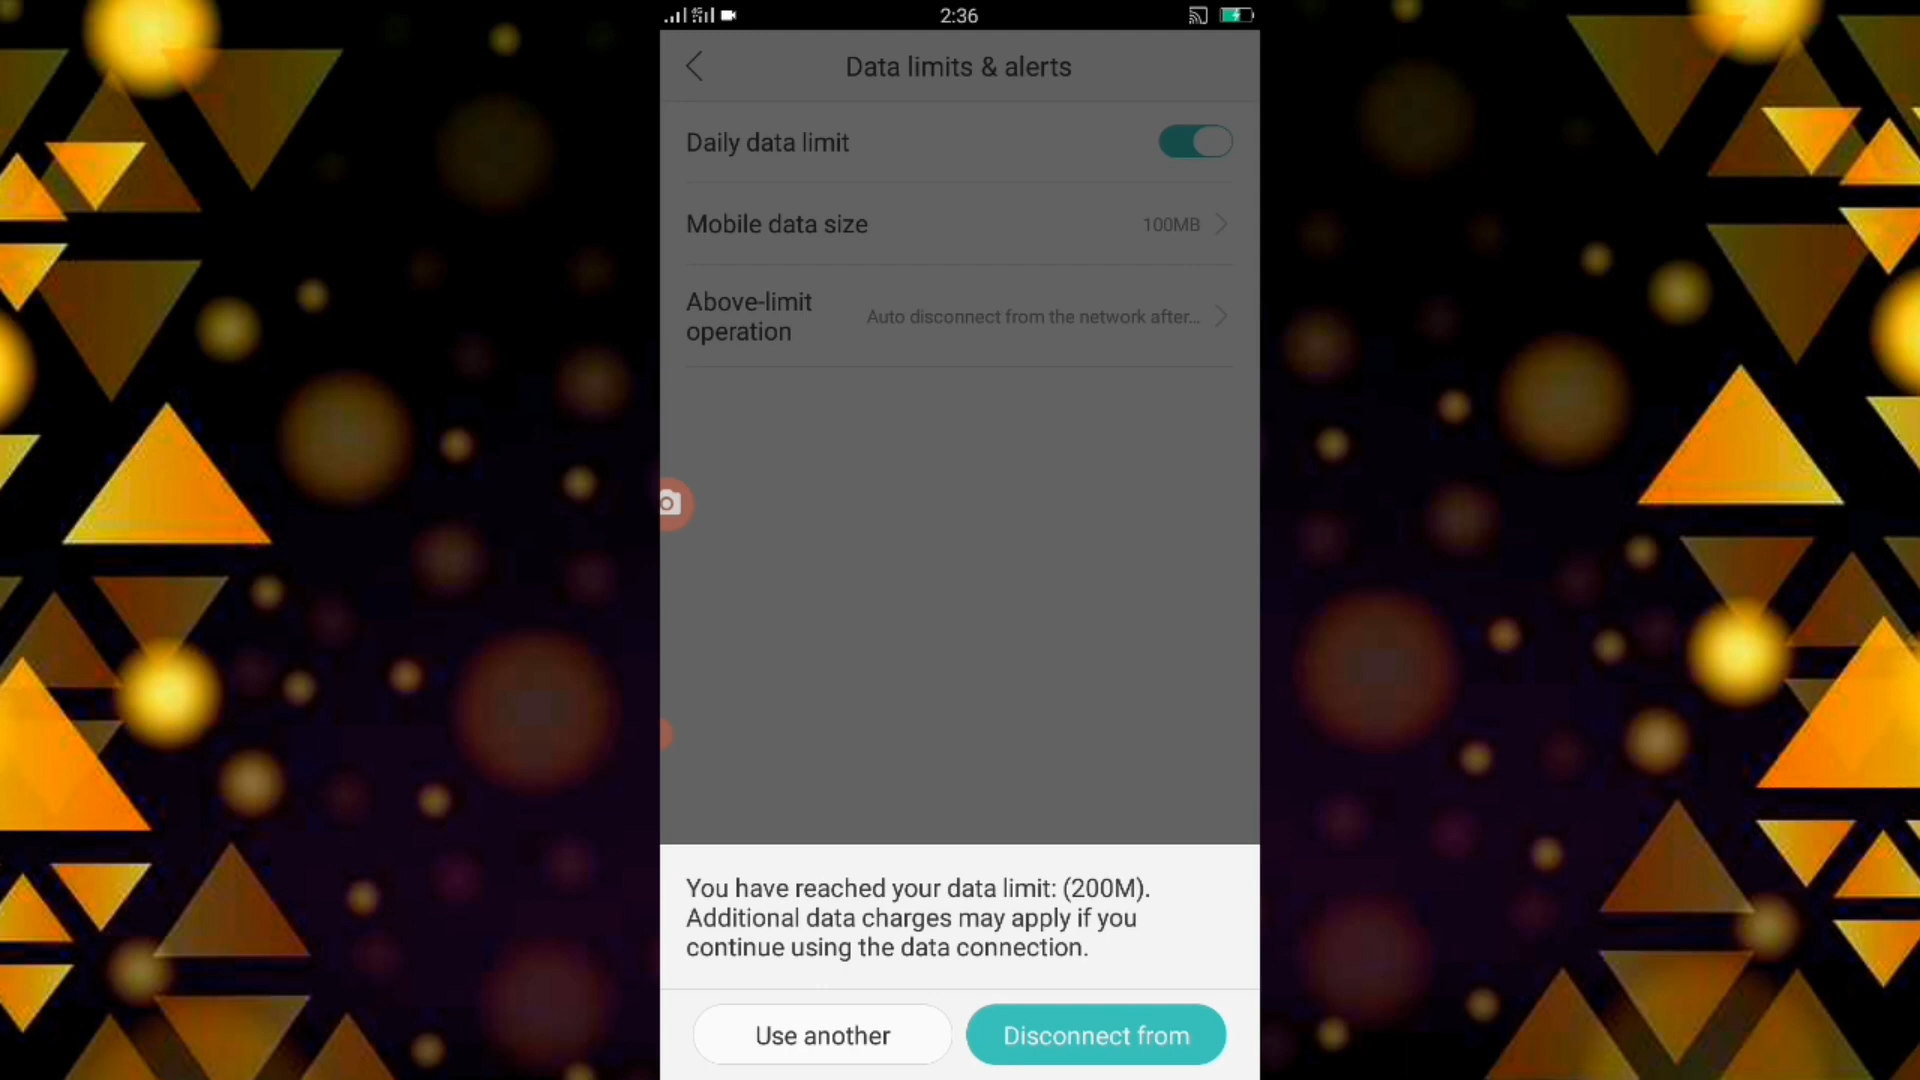 2:36
Data limits & alerts
Daily data limit
Mobile data size 100MB
Above-limit operation Auto disconnect from the network after...
You have reached your data limit: (200M).
Additional data charges may apply if you
continue using the data connection.
Use another Disconnect from